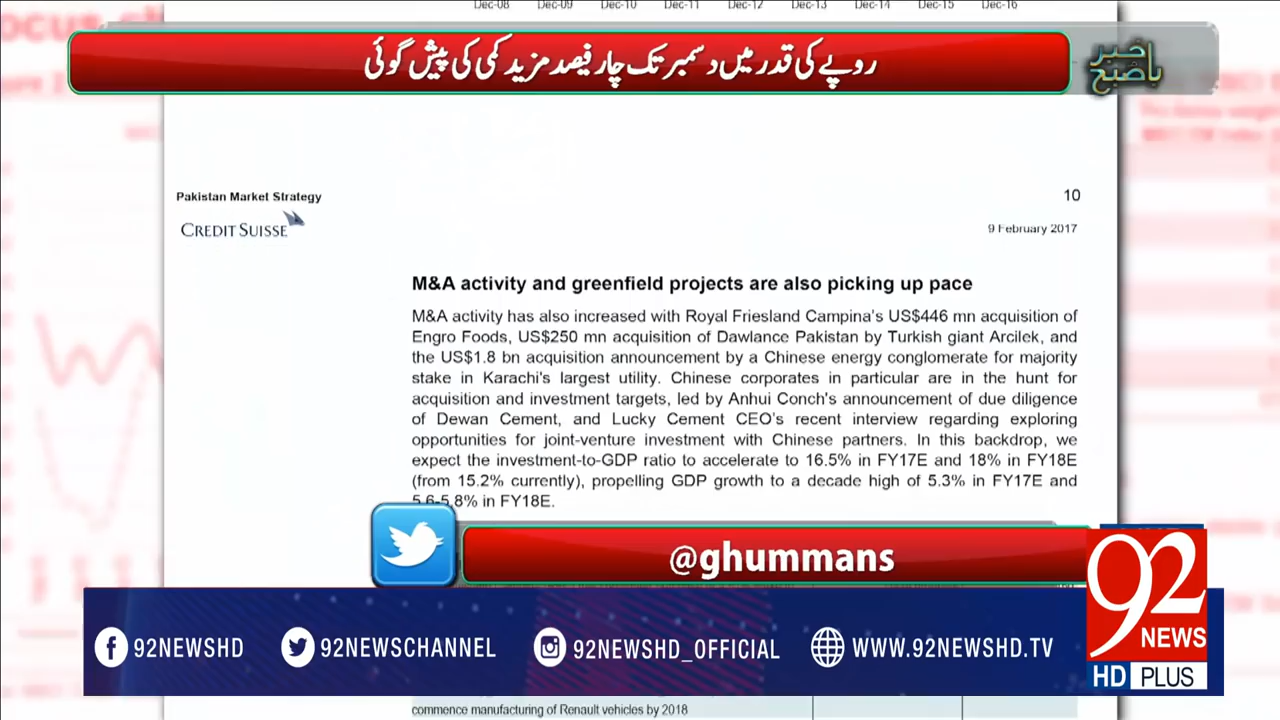 Dec-08 Dec-09 Dec-10 Dec-11 Dec-12 Dec-13 Dec-14 Dec-15 Dec-16
روپے کی قدر میں دسمبر تک چار فیصد مزید کمی کی پیش گوئی
باخبر صبح
Pakistan Market Strategy
10
CREDIT SUISSE
9 February 2017
M&A activity and greenfield projects are also picking up pace
M&A activity has also increased with Royal Friesland Campina's US$446 mn acquisition of
Engro Foods, US$250 mn acquisition of Dawlance Pakistan by Turkish giant Arcilek, and
the US$1.8 bn acquisition announcement by a Chinese energy conglomerate for majority
stake in Karachi's largest utility. Chinese corporates in particular are in the hunt for
acquisition and investment targets, led by Anhui Conch's announcement of due diligence
of Dewan Cement, and Lucky Cement CEO's recent interview regarding exploring
opportunities for joint-venture investment with Chinese partners. In this backdrop, we
expect the investment-to-GDP ratio to accelerate to 16.5% in FY17E and 18% in FY18E
(from 15.2% currently), propelling GDP growth to a decade high of 5.3% in FY17E and
5.6-5.8% in FY18E.
@ghummans
92 NEWS
HD PLUS
92NEWSHD 92NEWSCHANNEL 92NEWSHD_OFFICIAL WWW.92NEWSHD.TV
commence manufacturing of Renault vehicles by 2018